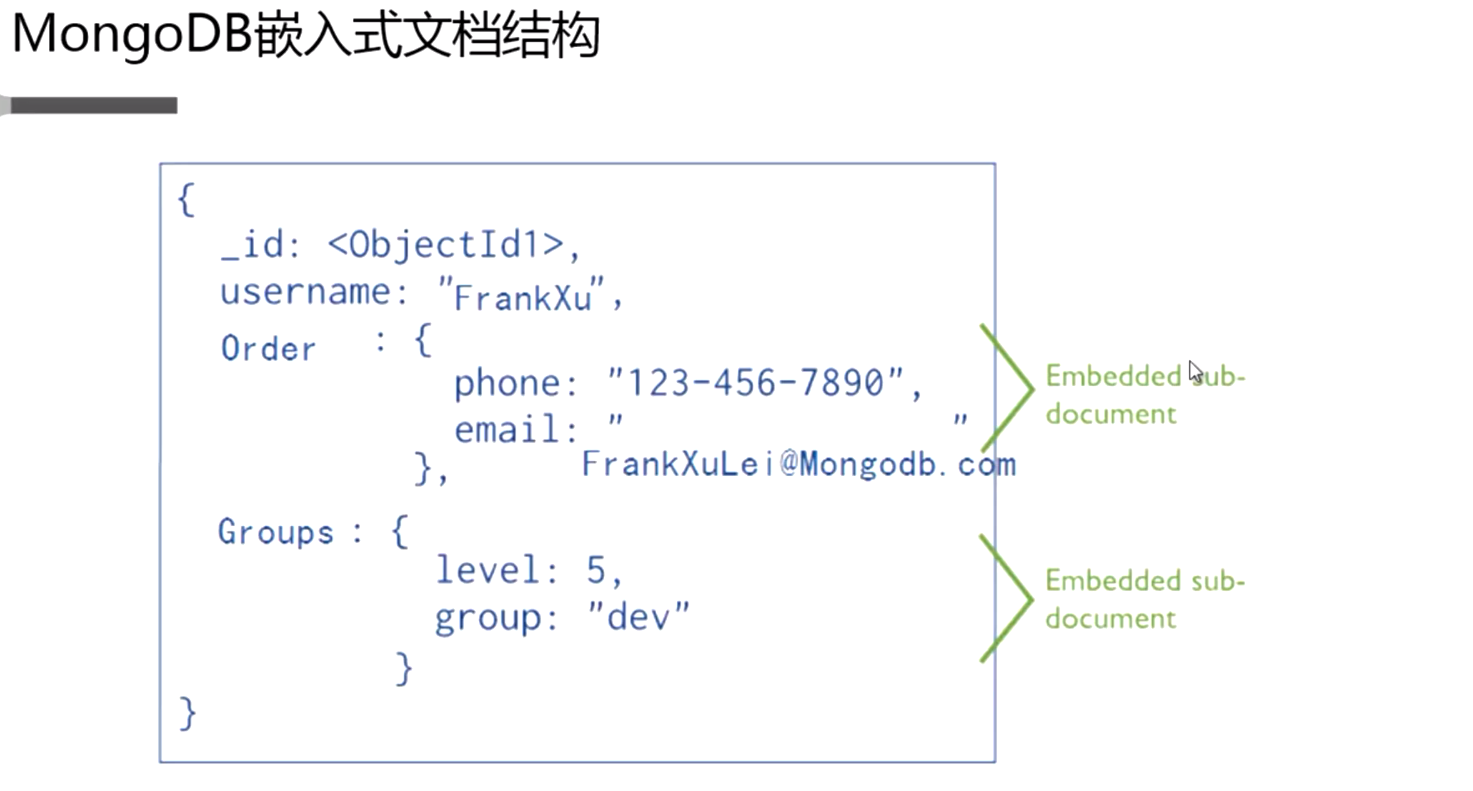 MongoDB嵌入式文档结构
{
_id: <ObjectId1>,
username: "FrankXu",
Order : {
phone: "123-456-7890",
email: " "
FrankXuLei@Mongodb.com
},
Embedded sub-
document
Groups : {
level: 5,
group: "dev"
}
Embedded sub-
document
}